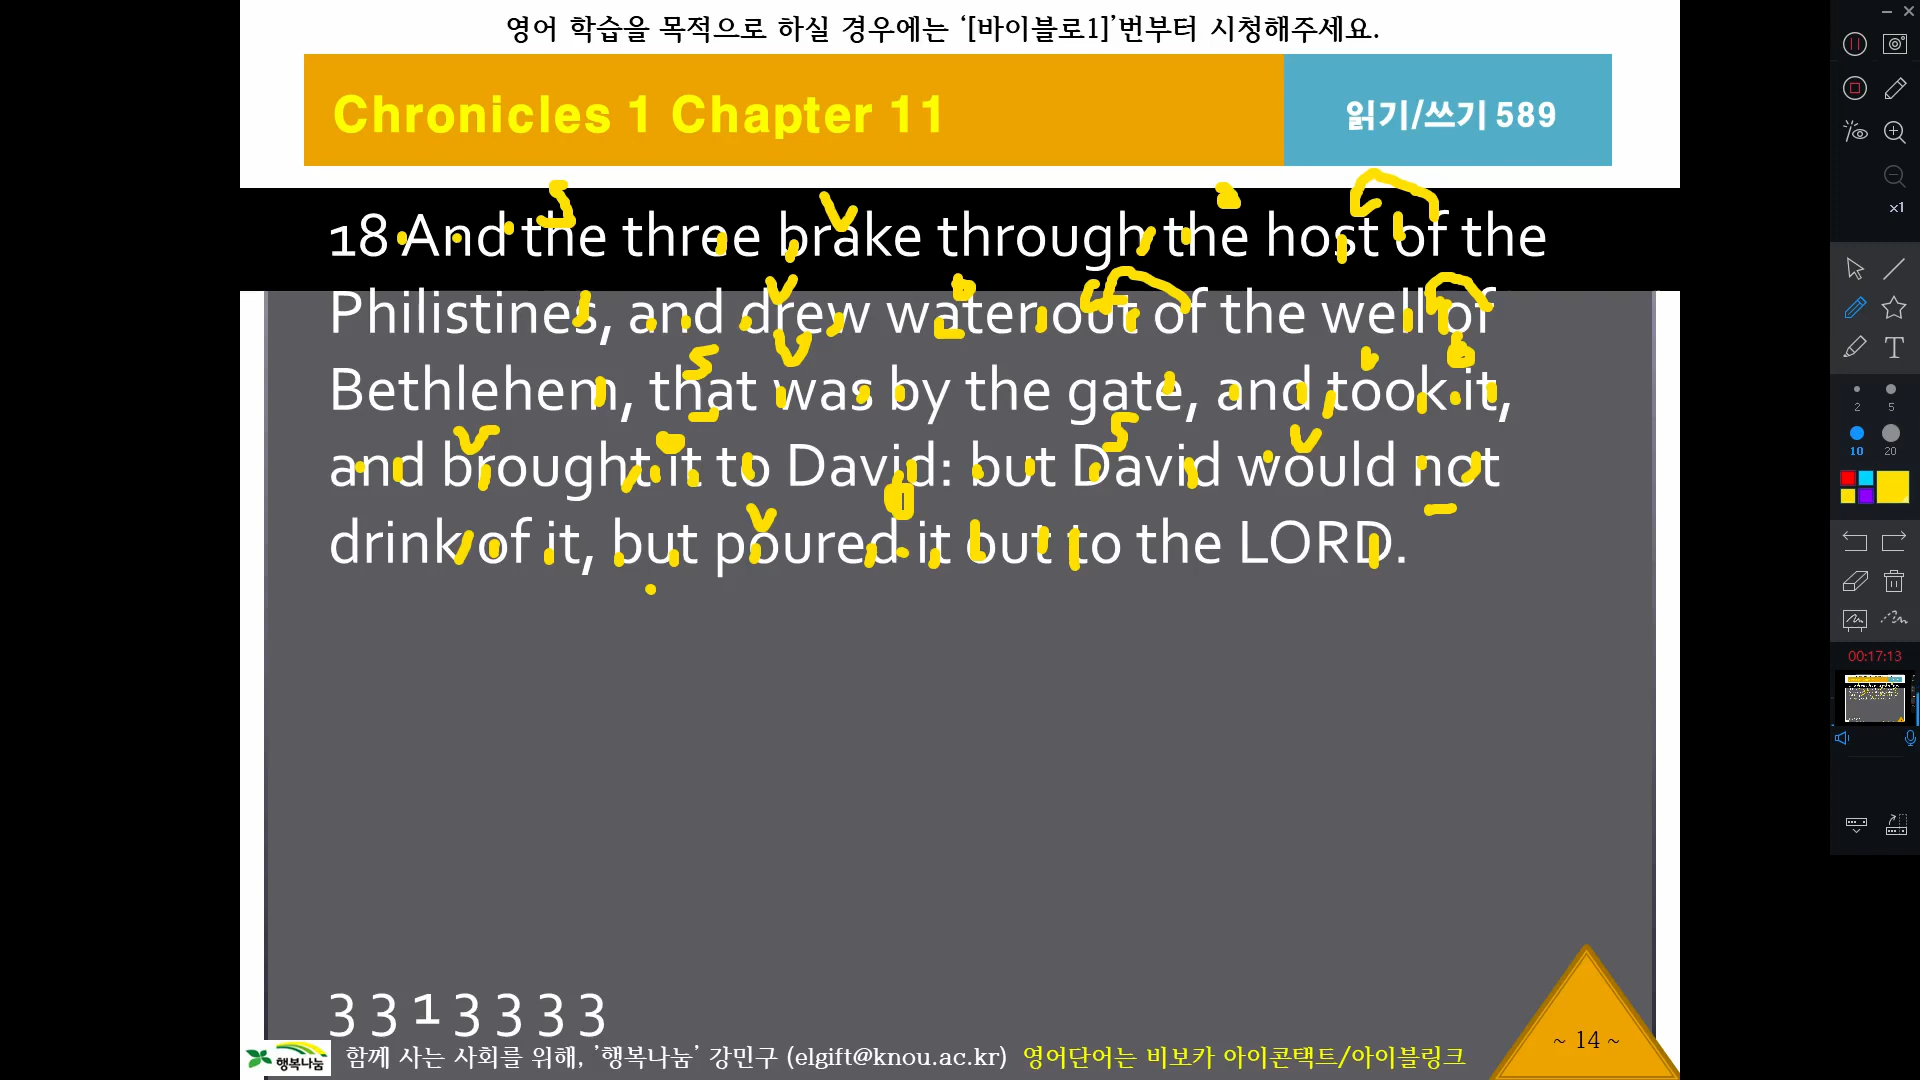 영어 학습을 목적으로 하실 경우에는 ‘[바이블로1]’번부터 시청해주세요.
Chronicles 1 Chapter 11
읽기/쓰기 589
18 And the three brake through the host of the
Philistines, and drew water out of the well of
Bethlehem, that was by the gate, and took it,
and brought it to David: but David would not
drink of it, but poured it out to the LORD.
3 3 1 3 3 3 3
~ 14 ~
행복나눔 함께 사는 사회를 위해, ’행복나눔’ 강민구 (elgift@knou.ac.kr) 영어단어는 비보카 아이콘택트/아이블링크
x1
2 5
10 20
00:17:13